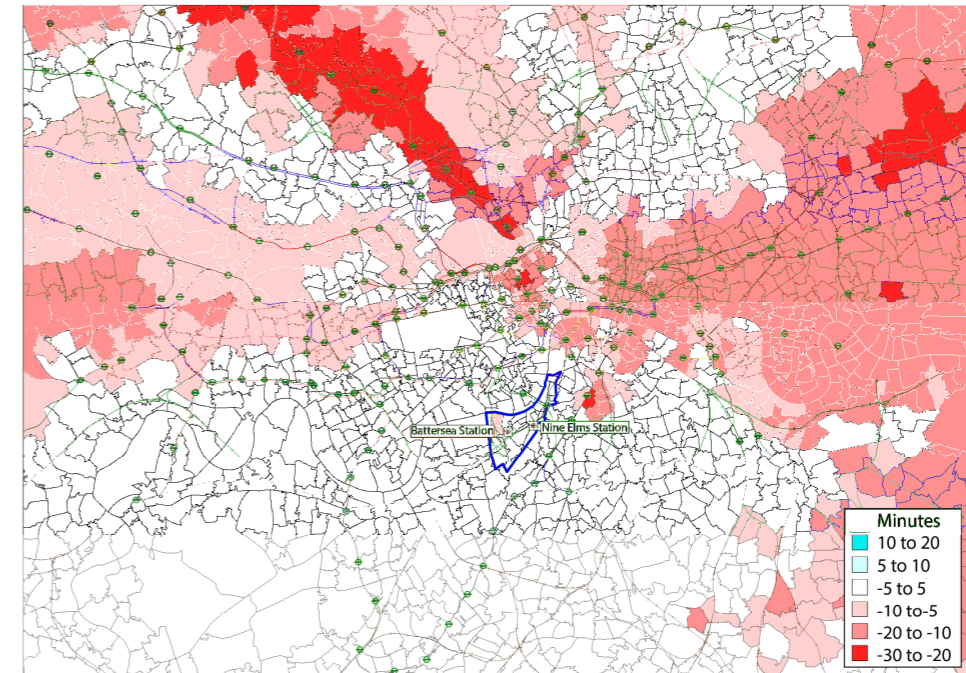 Battersea Station
Nine Elms Station
Minutes
10 to 20
5 to 10
-5 to 5
-10 to-5
-20 to -10
-30 to -20